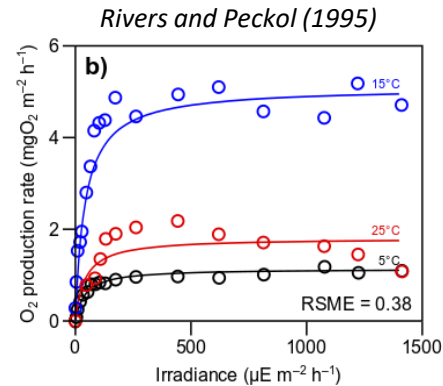 Rivers and Peckol (1995)
b)
O₂ production rate (mgO₂ m⁻² h⁻¹)
6
4
2
0
15°C
25°C
5°C
RSME = 0.38
0
500
1000
1500
Irradiance (µE m⁻² h⁻¹)